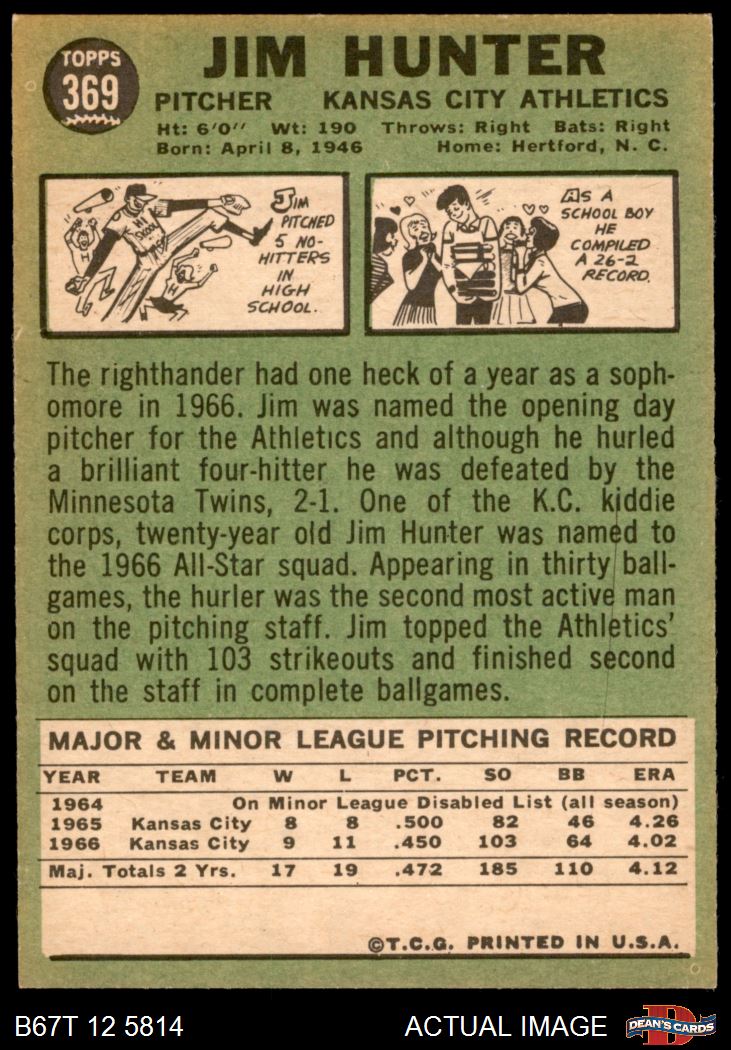 TOPPS
369
JIM HUNTER
PITCHER KANSAS CITY ATHLETICS
Ht: 6'0" Wt: 190 Throws: Right Bats: Right
Born: April 8, 1946 Home: Hertford, N. C.
JIM
PITCHED
5 NO-
HITTERS
IN
HIGH
SCHOOL.
AS A
SCHOOL BOY
HE
COMPILED
A 26-2
RECORD.
The righthander had one heck of a year as a soph-
omore in 1966. Jim was named the opening day
pitcher for the Athletics and although he hurled
a brilliant four-hitter he was defeated by the
Minnesota Twins, 2-1. One of the K.C. kiddie
corps, twenty-year old Jim Hunter was named to
the 1966 All-Star squad. Appearing in thirty ball-
games, the hurler was the second most active man
on the pitching staff. Jim topped the Athletics'
squad with 103 strikeouts and finished second
on the staff in complete ballgames.
MAJOR & MINOR LEAGUE PITCHING RECORD
YEAR TEAM W L PCT. SO BB ERA
1964 On Minor League Disabled List (all season)
1965 Kansas City 8 8 .500 82 46 4.26
1966 Kansas City 9 11 .450 103 64 4.02
Maj. Totals 2 Yrs. 17 19 .472 185 110 4.12
©T.C.G. PRINTED IN U.S.A.
B67T 12 5814 ACTUAL IMAGE
DEAN'S CARDS